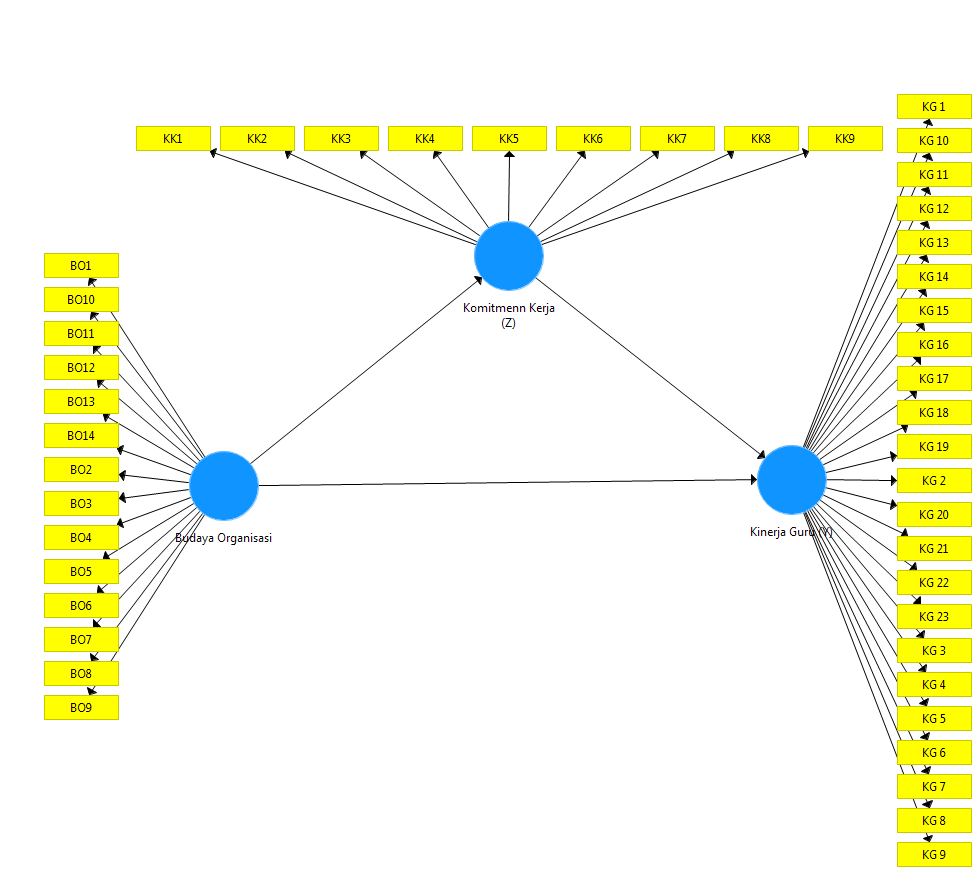 KK1 KK2 KK3 KK4 KK5 KK6 KK7 KK8 KK9
Komitmenn Kerja
(Z)
BO1
BO10
BO11
BO12
BO13
BO14
BO2
BO3
BO4
BO5
BO6
BO7
BO8
BO9
Budaya Organisasi
Kinerja Guru (Y)
KG 1
KG 10
KG 11
KG 12
KG 13
KG 14
KG 15
KG 16
KG 17
KG 18
KG 19
KG 2
KG 20
KG 21
KG 22
KG 23
KG 3
KG 4
KG 5
KG 6
KG 7
KG 8
KG 9